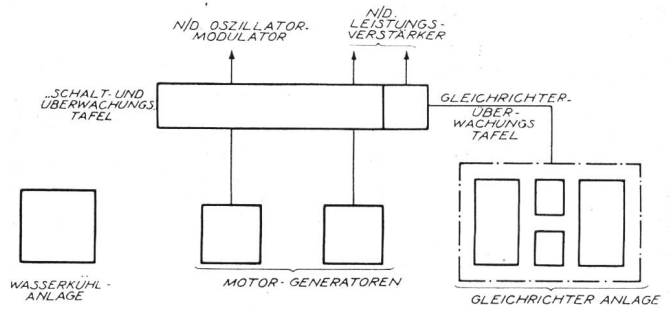 N/D. OSZILLATOR-
MODULATOR
N/D.
LEISTUNGS-
VERSTÄRKER
SCHALT- UND
ÜBERWACHUNGS
TAFEL
GLEICHRICHTER-
ÜBER-
WACHUNGS
TAFEL
WASSERKÜHL-
ANLAGE
MOTOR-GENERATOREN
GLEICHRICHTER ANLAGE